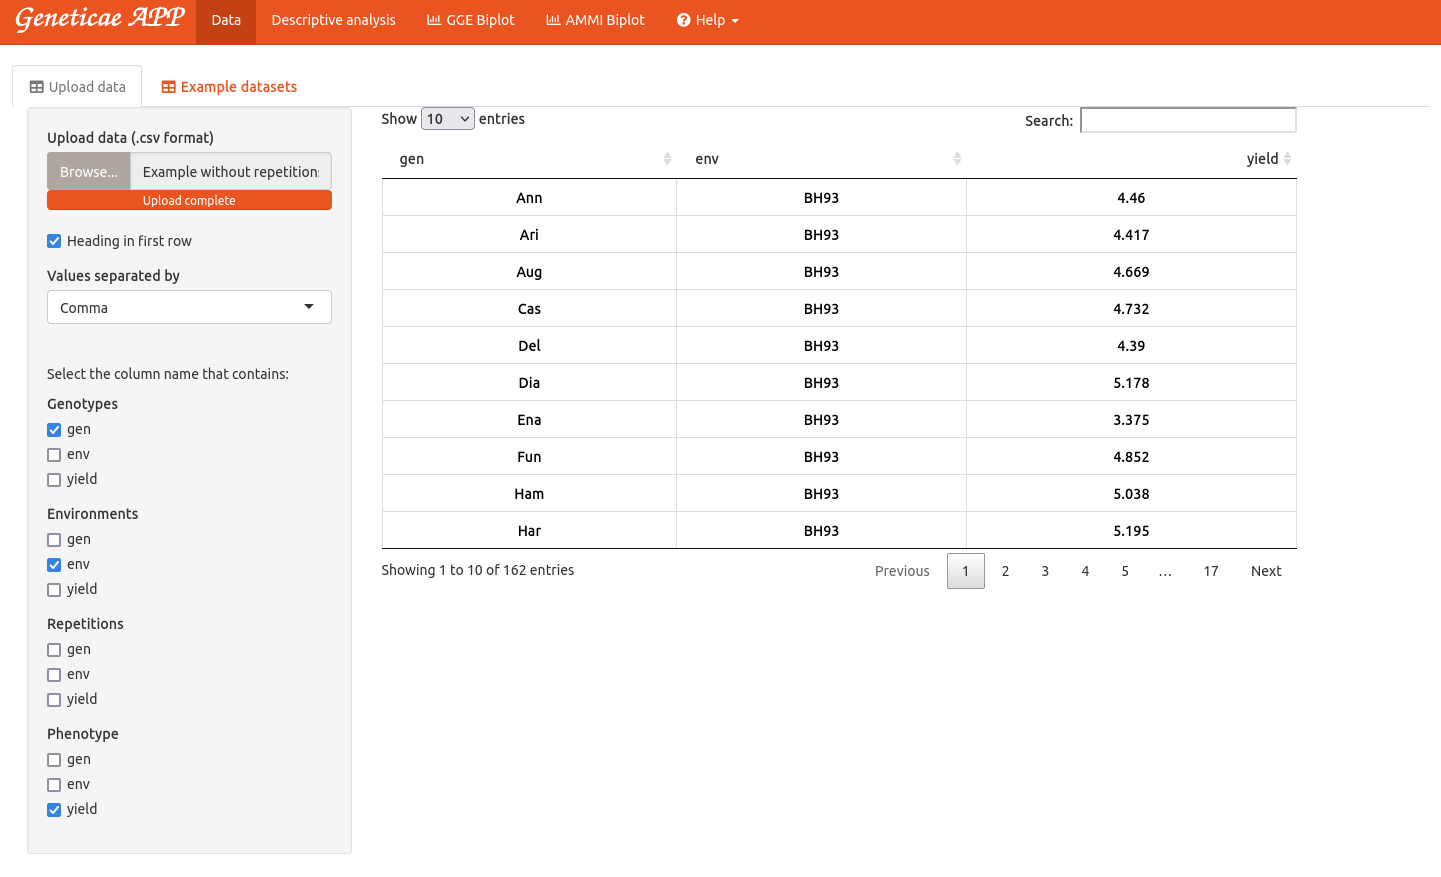 Geneticae APP Data Descriptive analysis GGE Biplot AMMI Biplot Help
Upload data Example datasets
Upload data (.csv format)
Browse... Example without repetition
Upload complete
Heading in first row
Values separated by
Comma
Select the column name that contains:
Genotypes
gen
env
yield
Environments
gen
env
yield
Repetitions
gen
env
yield
Phenotype
gen
env
yield
Show 10 entries
Search:
gen env yield
Ann BH93 4.46
Ari BH93 4.417
Aug BH93 4.669
Cas BH93 4.732
Del BH93 4.39
Dia BH93 5.178
Ena BH93 3.375
Fun BH93 4.852
Ham BH93 5.038
Har BH93 5.195
Showing 1 to 10 of 162 entries
Previous 1 2 3 4 5 … 17 Next